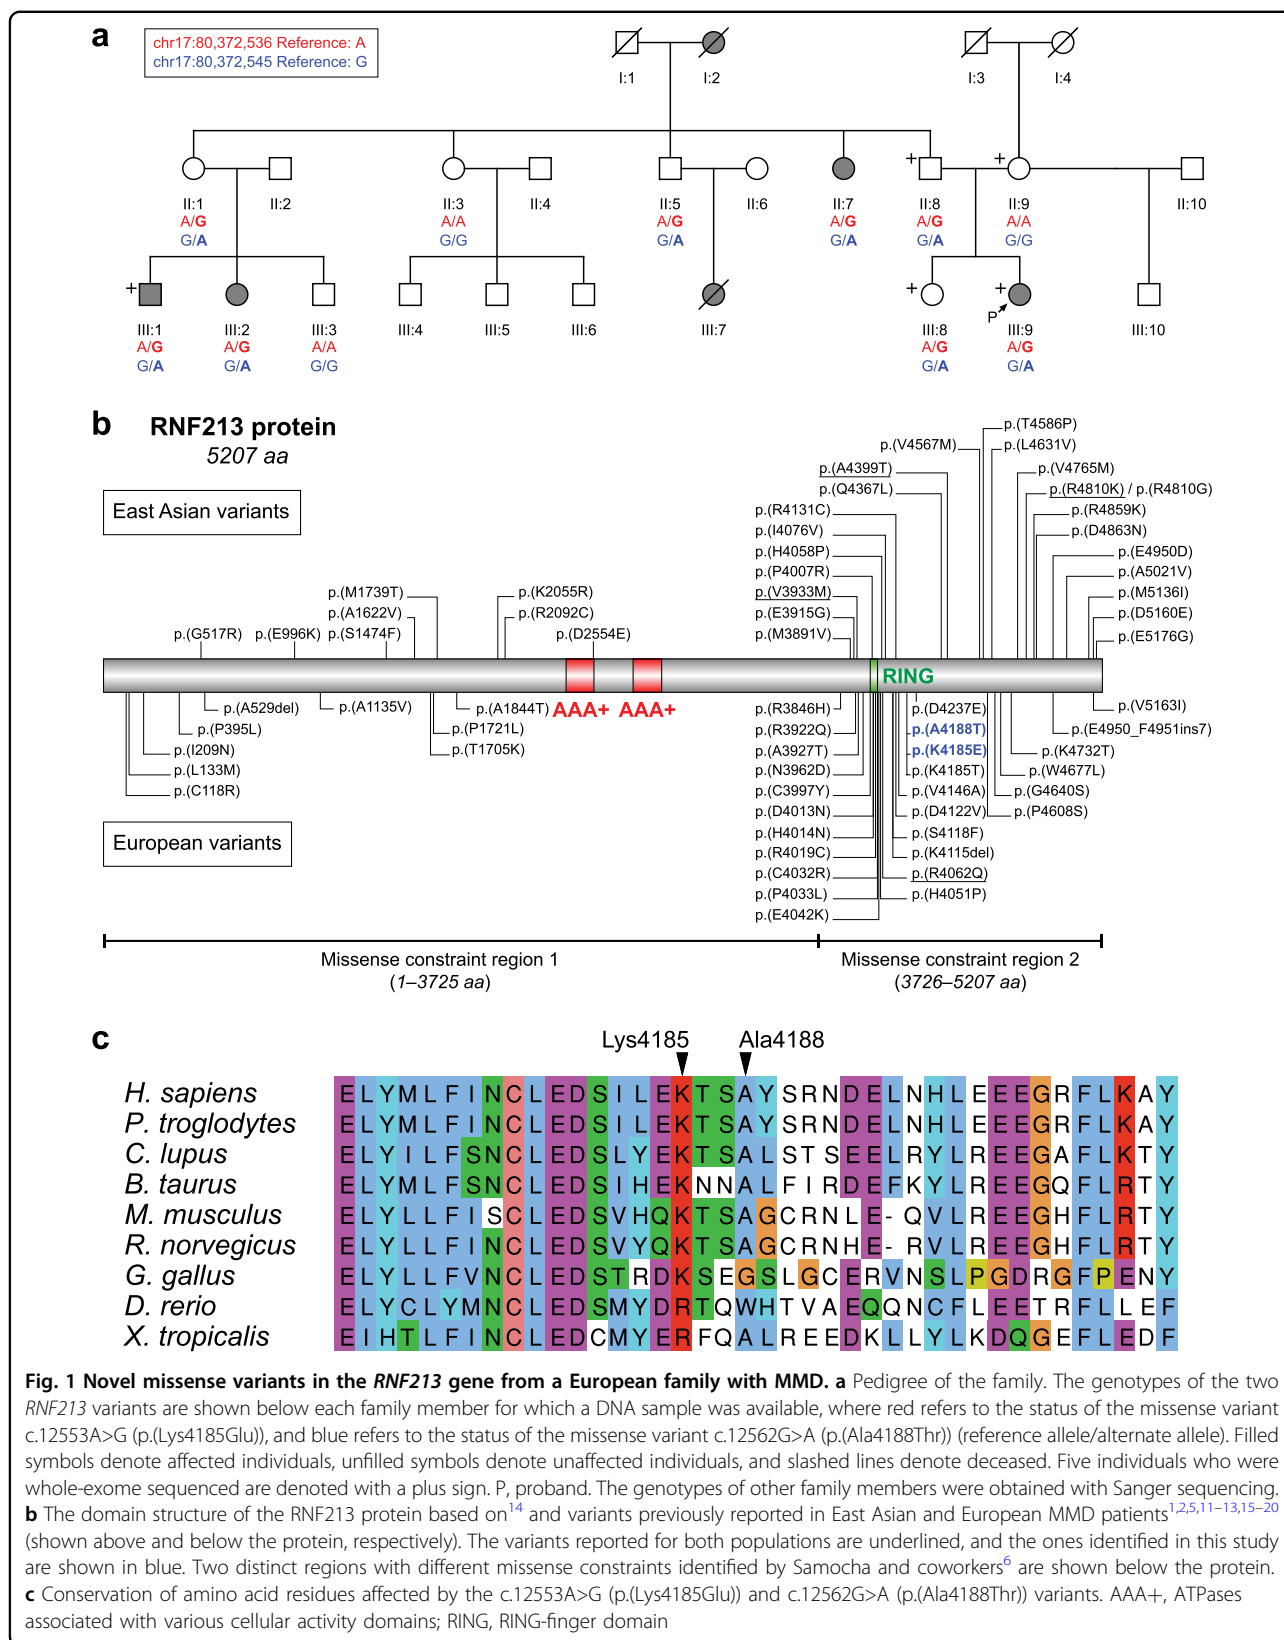 a
chr17:80,372,536 Reference: A
chr17:80,372,545 Reference: G
I:1 I:2 I:3 I:4
+ +
II:1 II:2 II:3 II:4 II:5 II:6 II:7 II:8 II:9 II:10
A/G A/A A/G A/G A/G A/A
G/A G/G G/A G/A G/A G/G
+ + +
P
III:1 III:2 III:3 III:4 III:5 III:6 III:7 III:8 III:9 III:10
A/G A/G A/A A/G A/G
G/A G/A G/G G/A G/A
b RNF213 protein
5207 aa
East Asian variants
p.(G517R)
p.(E996K)
p.(M1739T)
p.(A1622V)
p.(S1474F)
p.(K2055R)
p.(R2092C)
p.(D2554E)
p.(R4131C)
p.(I4076V)
p.(H4058P)
p.(P4007R)
p.(V3933M)
p.(E3915G)
p.(M3891V)
p.(V4567M)
p.(A4399T)
p.(Q4367L)
p.(T4586P)
p.(L4631V)
p.(V4765M)
p.(R4810K) / p.(R4810G)
p.(R4859K)
p.(D4863N)
p.(E4950D)
p.(A5021V)
p.(M5136I)
p.(D5160E)
p.(E5176G)
RING
AAA+ AAA+
p.(A529del)
p.(P395L)
p.(I209N)
p.(L133M)
p.(C118R)
p.(A1135V)
p.(A1844T)
p.(P1721L)
p.(T1705K)
p.(R3846H)
p.(R3922Q)
p.(A3927T)
p.(N3962D)
p.(C3997Y)
p.(D4013N)
p.(H4014N)
p.(R4019C)
p.(C4032R)
p.(P4033L)
p.(E4042K)
p.(D4237E)
p.(A4188T)
p.(K4185E)
p.(K4185T)
p.(V4146A)
p.(D4122V)
p.(S4118F)
p.(K4115del)
p.(R4062Q)
p.(H4051P)
p.(V5163I)
p.(E4950_F4951ins7)
p.(K4732T)
p.(W4677L)
p.(G4640S)
p.(P4608S)
European variants
Missense constraint region 1
(1–3725 aa)
Missense constraint region 2
(3726–5207 aa)
c
Lys4185 Ala4188
H. sapiens ELYMLFINCLEDSILEKTSAYSRNDELNHLEEEGRFLKAY
P. troglodytes ELYMLFINCLEDSILEKTSAYSRNDELNHLEEEGRFLKAY
C. lupus ELYILFSNCLEDSLYEKTSALSTSEELRYLREEGAFLKTY
B. taurus ELYMLFSNCLEDSIHEKNNALFIRDEFKYLREEGQFLRTY
M. musculus ELYLLFISCLEDSVHQKTSAGCRNLE-QVLREEGHFLRTY
R. norvegicus ELYLLFINCLEDSVYQKTSAGCRNHE-RVLREEGHFLRTY
G. gallus ELYLLFVNCLEDSTRDKSEGSLGCERVNSLPGDRGFPENY
D. rerio ELYCLYMNCLEDSMYDRTQWHTVAEQQNCFLEETRFLLEF
X. tropicalis EIHTLFINCLEDCMYERFQALREEDKLLYLKDQGEFLEDF
Fig. 1 Novel missense variants in the RNF213 gene from a European family with MMD. a Pedigree of the family. The genotypes of the two
RNF213 variants are shown below each family member for which a DNA sample was available, where red refers to the status of the missense variant
c.12553A>G (p.(Lys4185Glu)), and blue refers to the status of the missense variant c.12562G>A (p.(Ala4188Thr)) (reference allele/alternate allele). Filled
symbols denote affected individuals, unfilled symbols denote unaffected individuals, and slashed lines denote deceased. Five individuals who were
whole-exome sequenced are denoted with a plus sign. P, proband. The genotypes of other family members were obtained with Sanger sequencing.
b The domain structure of the RNF213 protein based on14 and variants previously reported in East Asian and European MMD patients1,2,5,11–13,15–20
(shown above and below the protein, respectively). The variants reported for both populations are underlined, and the ones identified in this study
are shown in blue. Two distinct regions with different missense constraints identified by Samocha and coworkers6 are shown below the protein.
c Conservation of amino acid residues affected by the c.12553A>G (p.(Lys4185Glu)) and c.12562G>A (p.(Ala4188Thr)) variants. AAA+, ATPases
associated with various cellular activity domains; RING, RING-finger domain